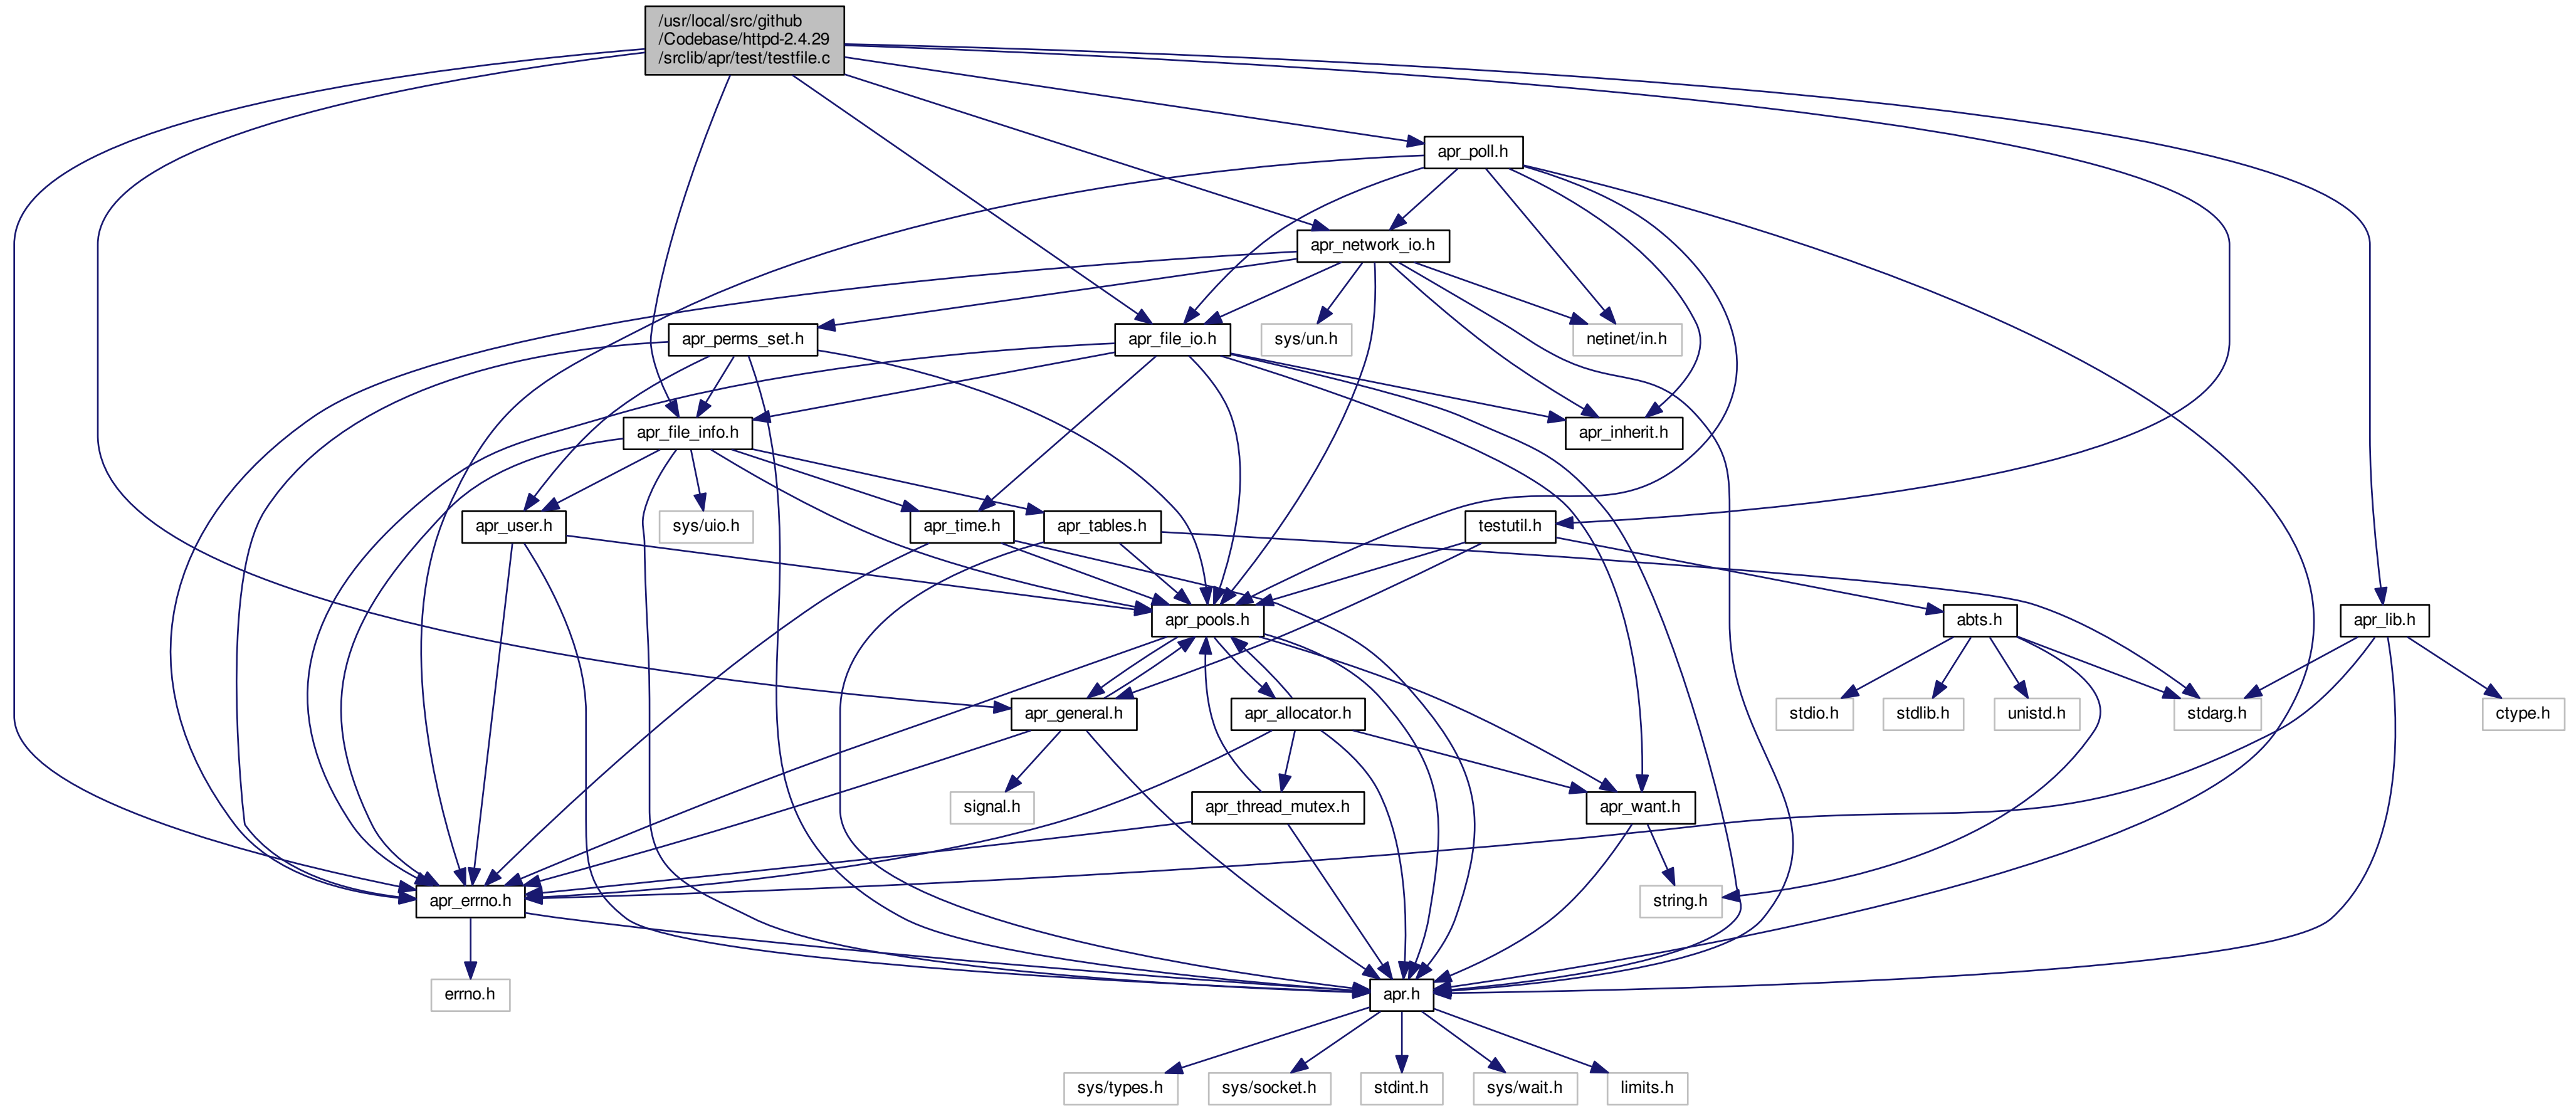 /usr/local/src/github
/Codebase/httpd-2.4.29
/srclib/apr/test/testfile.c
apr_poll.h
apr_network_io.h
apr_perms_set.h
apr_file_io.h
sys/un.h
netinet/in.h
apr_file_info.h
apr_inherit.h
apr_user.h
sys/uio.h
apr_time.h
apr_tables.h
testutil.h
apr_pools.h
abts.h
apr_lib.h
apr_general.h
apr_allocator.h
stdio.h
stdlib.h
unistd.h
stdarg.h
ctype.h
signal.h
apr_thread_mutex.h
apr_want.h
apr_errno.h
string.h
errno.h
apr.h
sys/types.h
sys/socket.h
stdint.h
sys/wait.h
limits.h